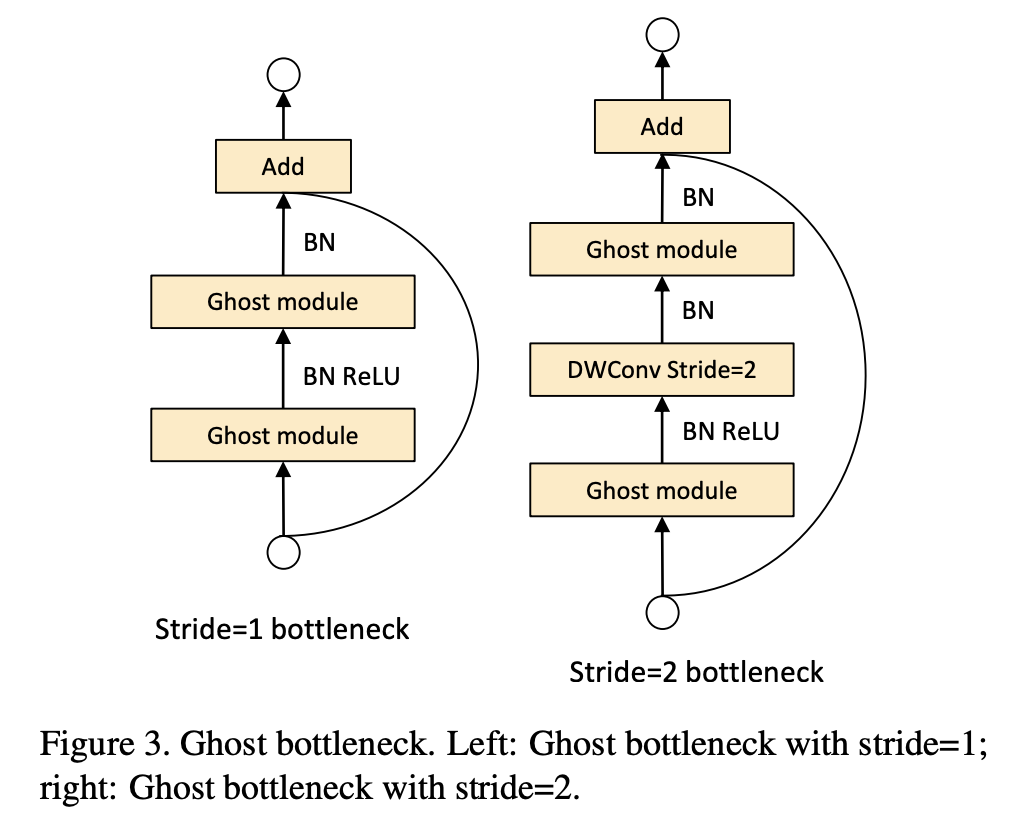 Add
BN
Ghost module
BN ReLU
Ghost module
Stride=1 bottleneck
Add
BN
Ghost module
BN
DWConv Stride=2
BN ReLU
Ghost module
Stride=2 bottleneck
Figure 3. Ghost bottleneck. Left: Ghost bottleneck with stride=1;
right: Ghost bottleneck with stride=2.